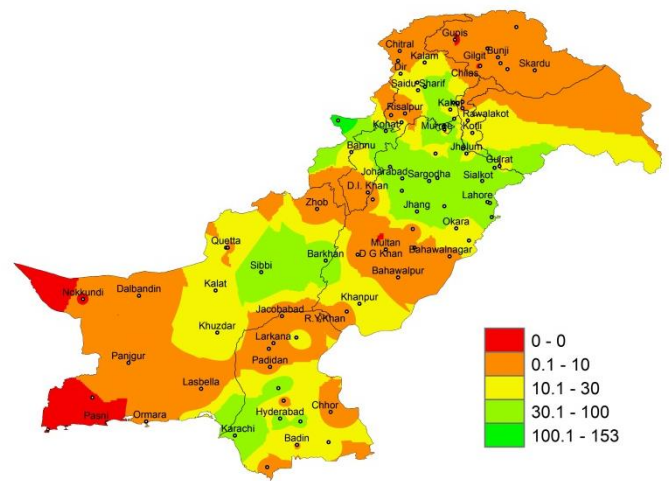 Gupis
Chitral
Kalam
Bunji
Gilgit
Skardu
Dir
Chilas
Saidu Sharif
Kakul
Risalpur
Rawalakot
Kohat
Murree
Kotli
Bannu
Jhelum
Gujrat
Joharabad
Sargodha
Sialkot
D.I. Khan
Zhob
Jhang
Lahore
Okara
Quetta
Multan
Barkhan
D G Khan
Bahawalnagar
Sibbi
Bahawalpur
Nokkundi
Dalbandin
Kalat
Khanpur
Jacobabad
R.Y.Khan
Khuzdar
Larkana
Panjgur
Padidan
Lasbella
Pasni
Ormara
Hyderabad
Chhor
Karachi
Badin
0 - 0
0.1 - 10
10.1 - 30
30.1 - 100
100.1 - 153